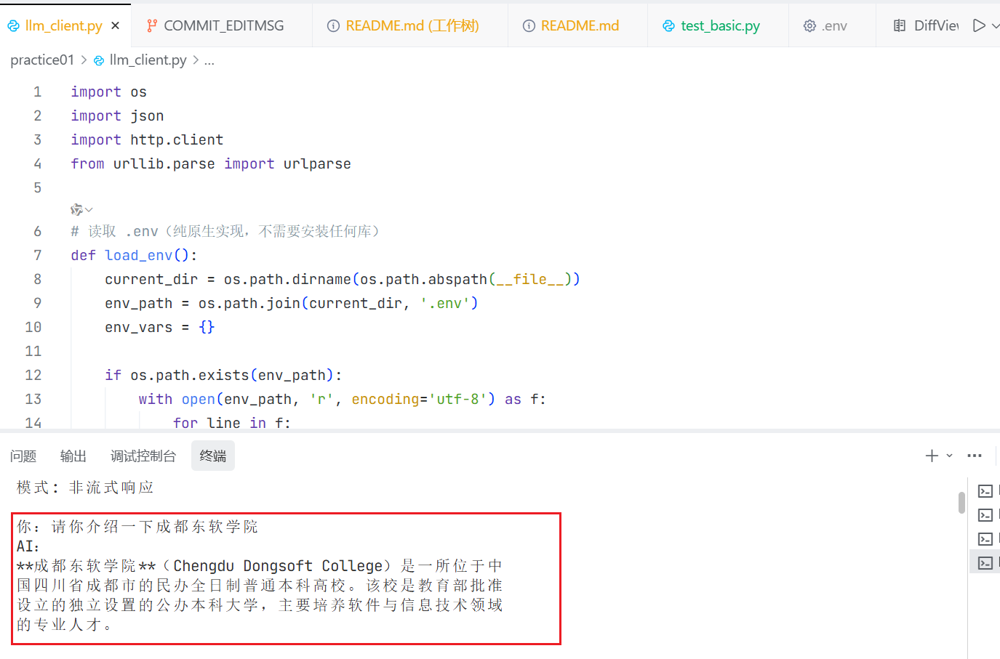 llm_client.py
COMMIT_EDITMSG
README.md (工作树)
README.md
test_basic.py
.env
DiffView
practice01 > llm_client.py > ...
1 import os
2 import json
3 import http.client
4 from urllib.parse import urlparse
5
6 # 读取 .env（纯原生实现，不需要安装任何库）
7 def load_env():
8 current_dir = os.path.dirname(os.path.abspath(__file__))
9 env_path = os.path.join(current_dir, '.env')
10 env_vars = {}
11
12 if os.path.exists(env_path):
13 with open(env_path, 'r', encoding='utf-8') as f:
14 for line in f:
问题 输出 调试控制台 终端
模式: 非流式响应
你: 请你介绍一下成都东软学院
AI:
**成都东软学院**（Chengdu Dongsoft College）是一所位于中
国四川省成都市的民办全日制普通本科高校。该校是教育部批准
设立的独立设置的公办本科大学，主要培养软件与信息技术领域
的专业人才。